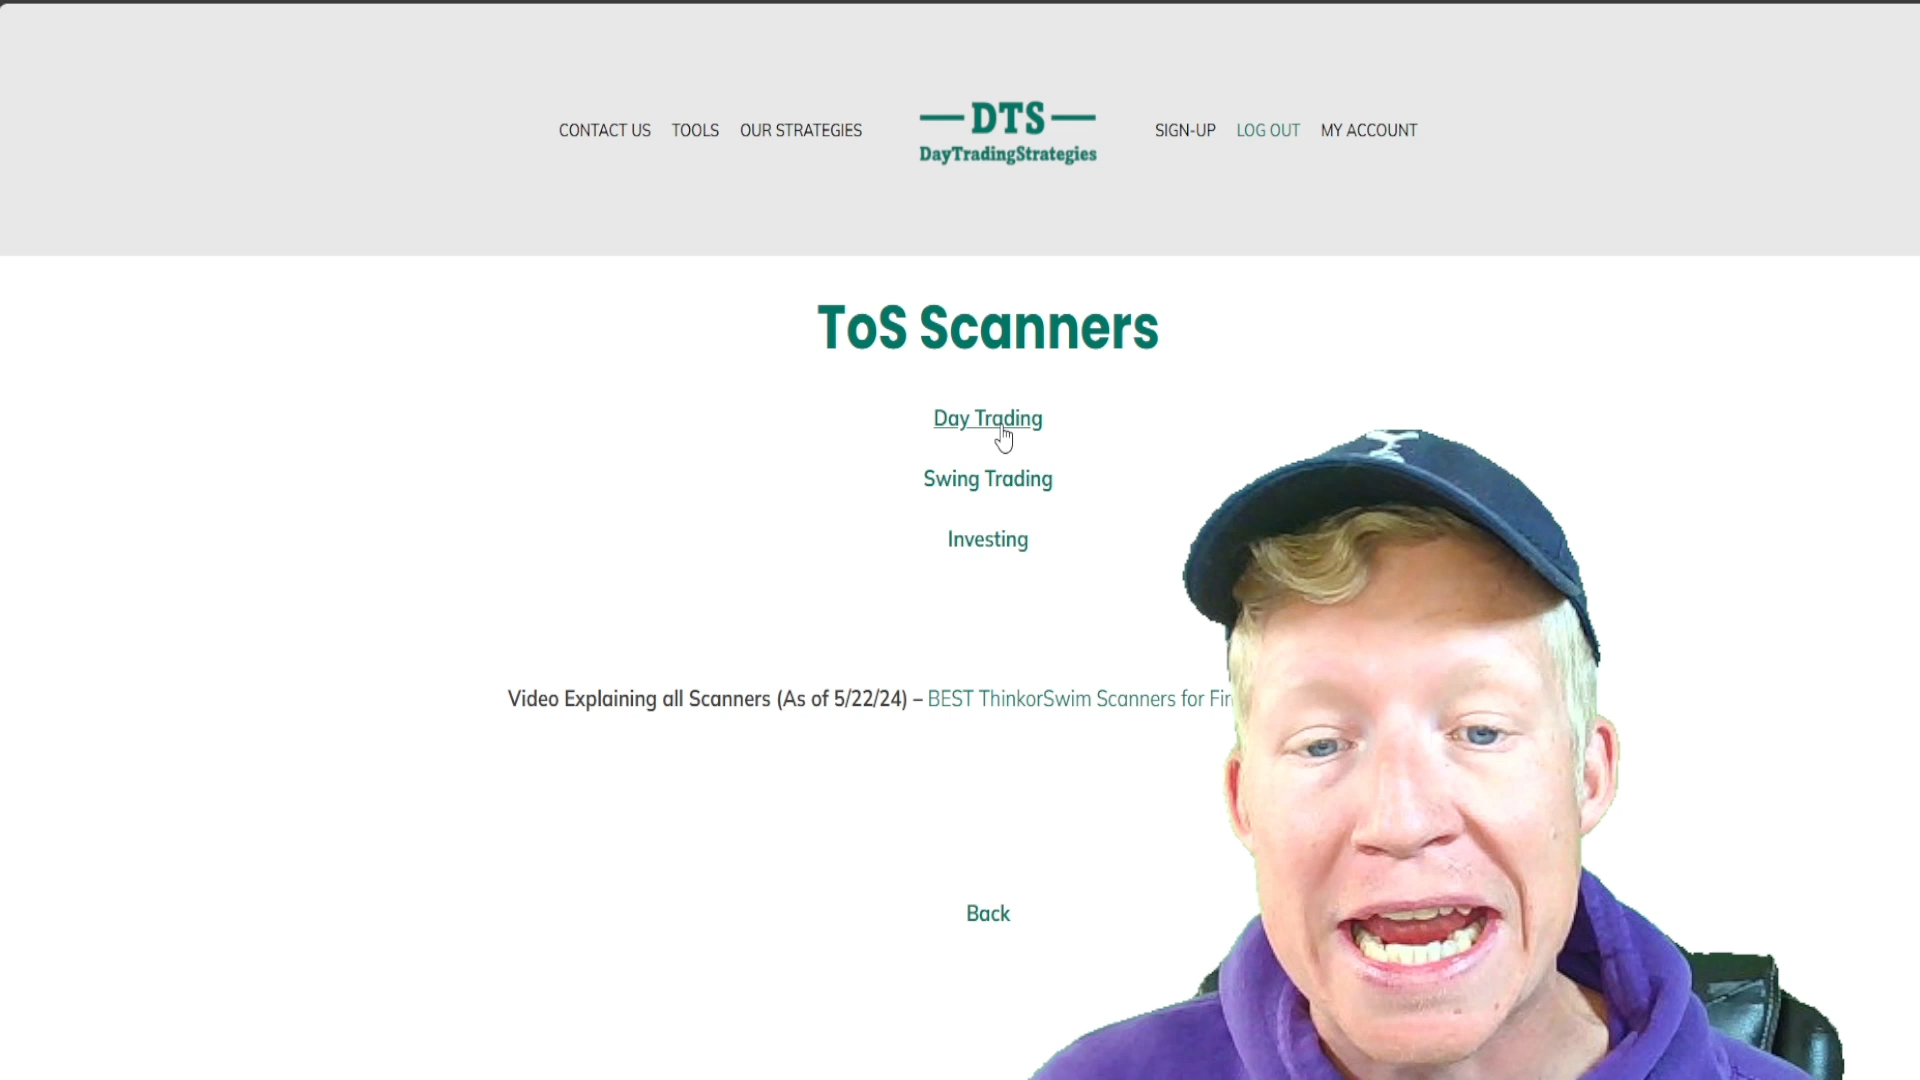 CONTACT US TOOLS OUR STRATEGIES
DTS
DayTradingStrategies
SIGN-UP LOG OUT MY ACCOUNT
ToS Scanners
Day Trading
Swing Trading
Investing
Video Explaining all Scanners (As of 5/22/24) – BEST ThinkorSwim Scanners for
Back